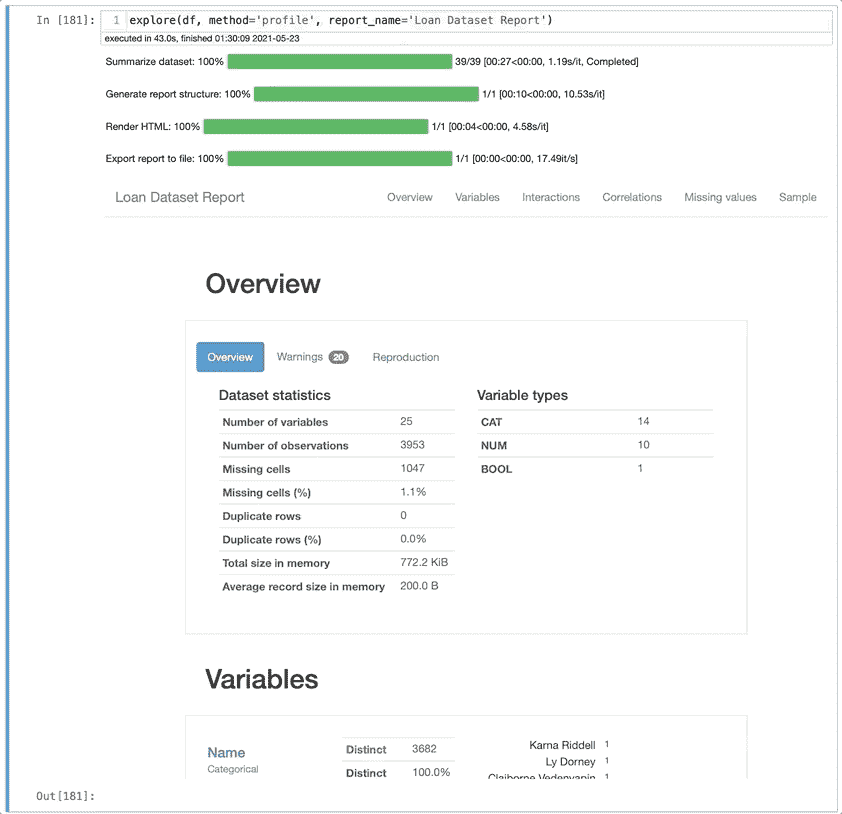 In [181]: 1 explore(df, method='profile', report_name='Loan Dataset Report')
executed in 43.0s, finished 01:30:09 2021-05-23
Summarize dataset: 100% 39/39 [00:27<00:00, 1.19s/it, Completed]
Generate report structure: 100% 1/1 [00:10<00:00, 10.53s/it]
Render HTML: 100% 1/1 [00:04<00:00, 4.58s/it]
Export report to file: 100% 1/1 [00:00<00:00, 17.49it/s]
Loan Dataset Report Overview Variables Interactions Correlations Missing values Sample
Overview
Overview Warnings 20 Reproduction
Dataset statistics
Number of variables 25
Number of observations 3953
Missing cells 1047
Missing cells (%) 1.1%
Duplicate rows 0
Duplicate rows (%) 0.0%
Total size in memory 772.2 KiB
Average record size in memory 200.0 B
Variable types
CAT 14
NUM 10
BOOL 1
Variables
Name
Categorical
Distinct 3682
Distinct 100.0%
Karna Riddell 1
Ly Dorney 1
Claiborne Vedenyapin 1
Out[181]: